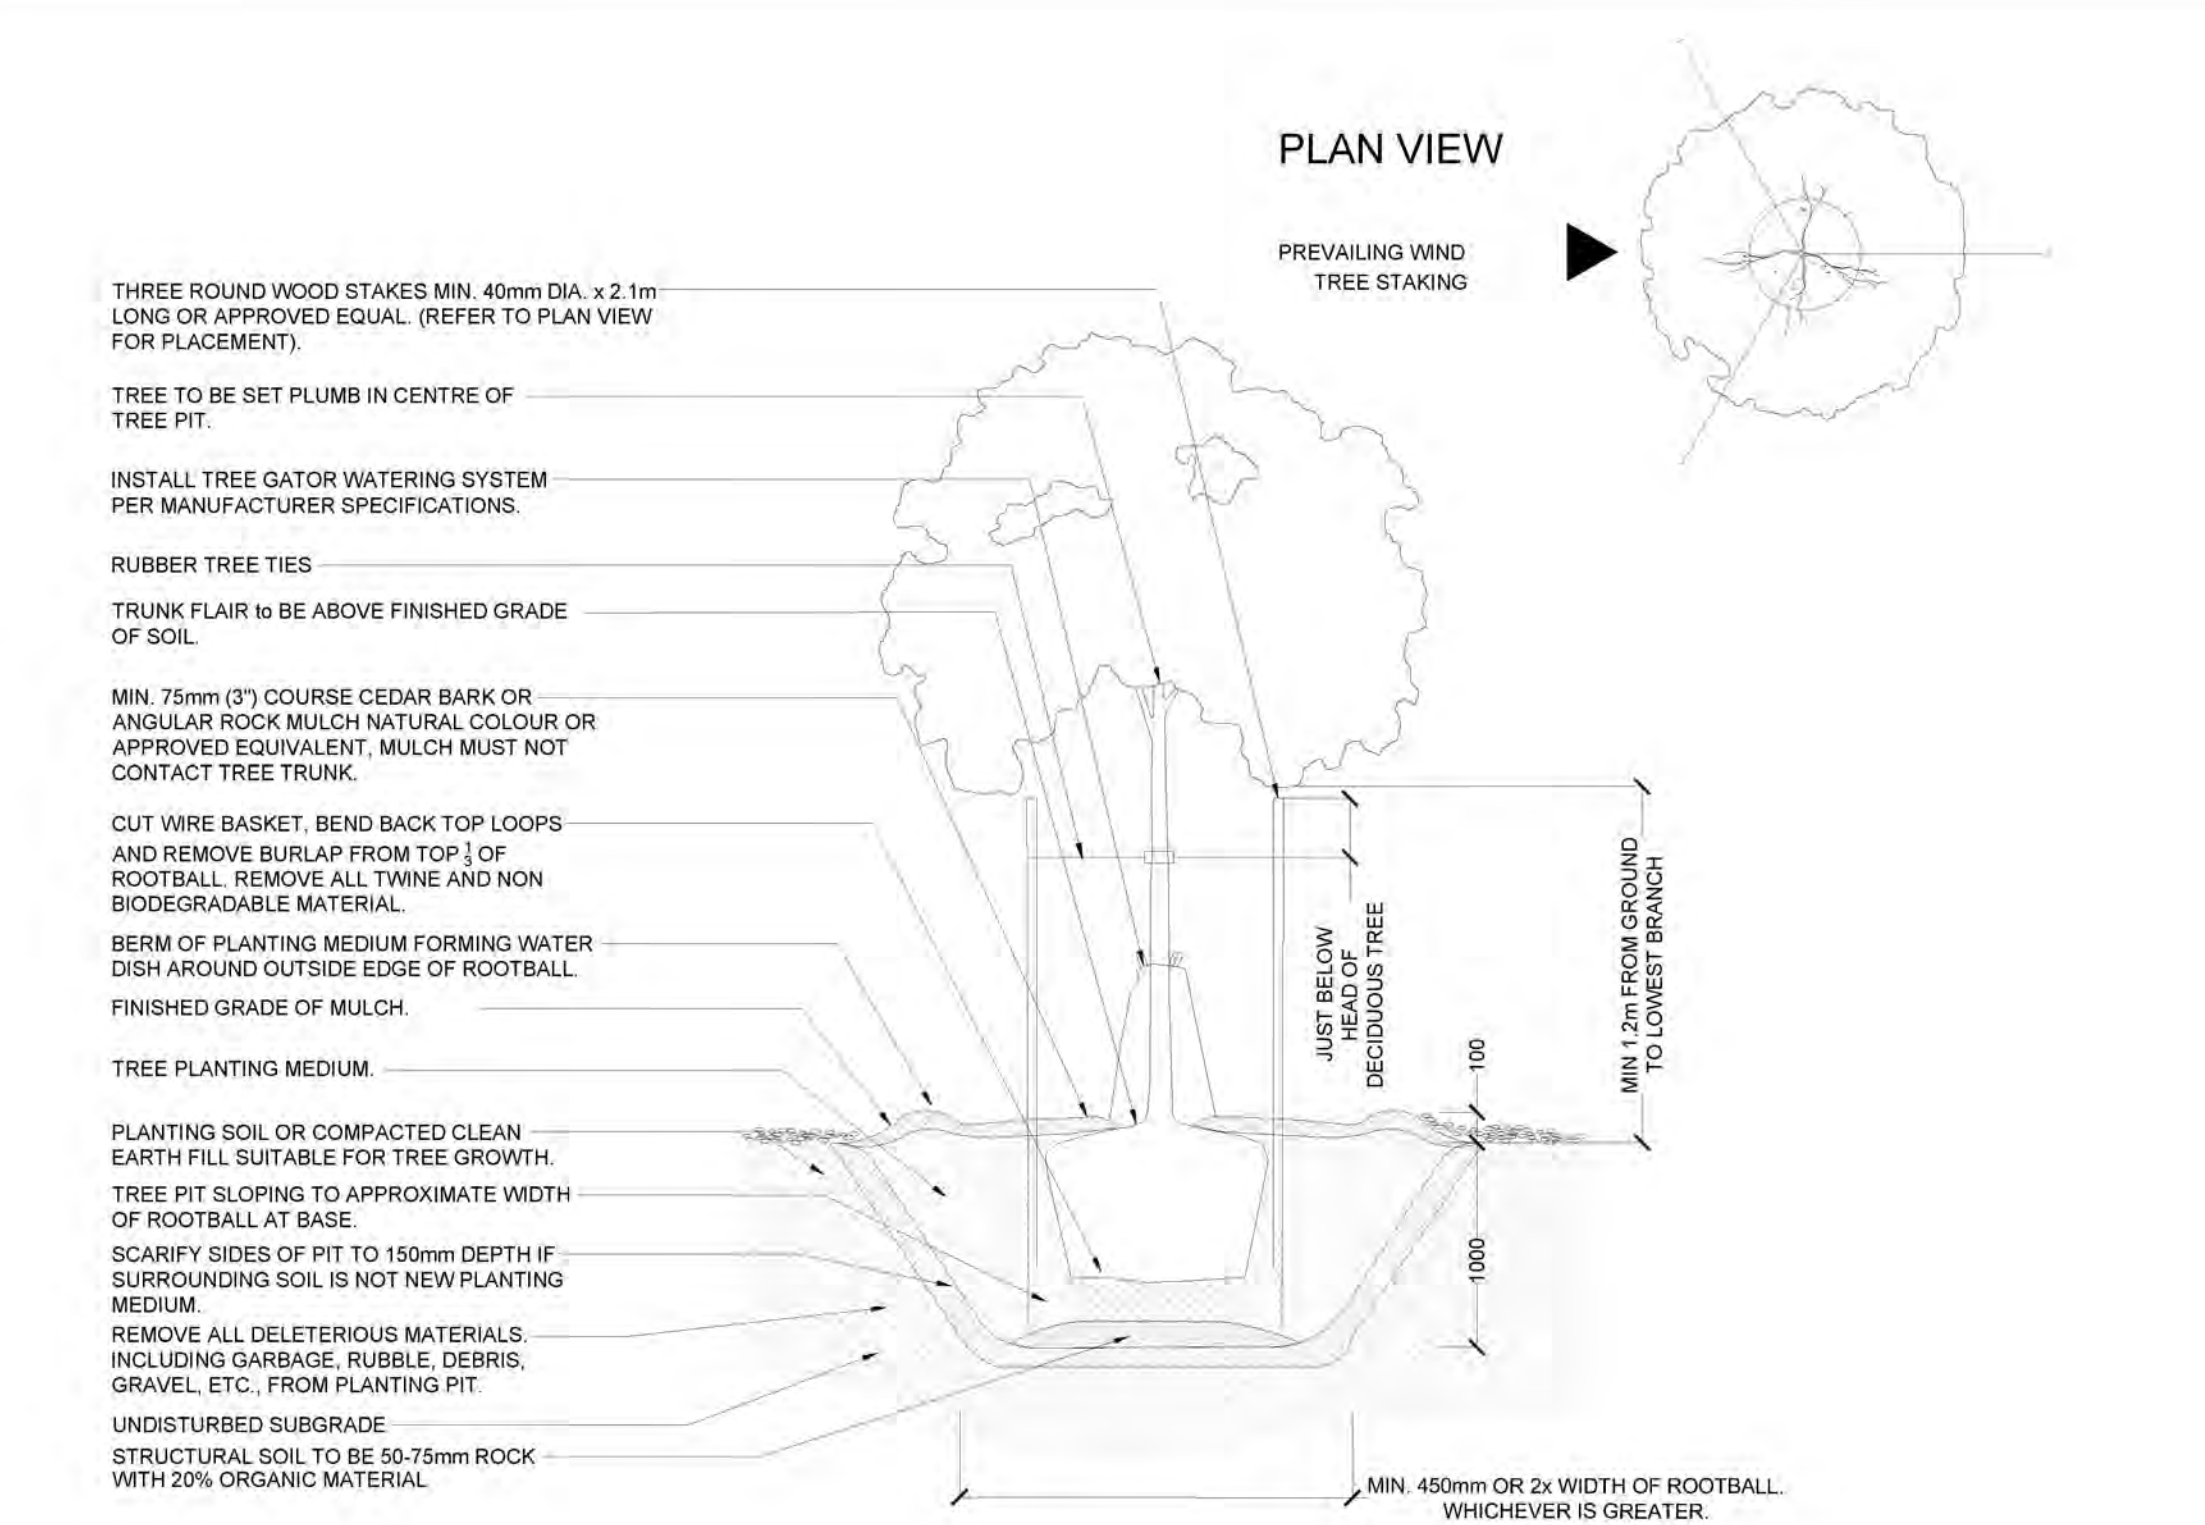 PLAN VIEW
PREVAILING WIND
TREE STAKING
THREE ROUND WOOD STAKES MIN. 40mm DIA. x 2.1m
LONG OR APPROVED EQUAL. (REFER TO PLAN VIEW
FOR PLACEMENT).
TREE TO BE SET PLUMB IN CENTRE OF
TREE PIT.
INSTALL TREE GATOR WATERING SYSTEM
PER MANUFACTURER SPECIFICATIONS.
RUBBER TREE TIES
TRUNK FLAIR to BE ABOVE FINISHED GRADE
OF SOIL.
MIN. 75mm (3") COURSE CEDAR BARK OR
ANGULAR ROCK MULCH NATURAL COLOUR OR
APPROVED EQUIVALENT, MULCH MUST NOT
CONTACT TREE TRUNK.
CUT WIRE BASKET, BEND BACK TOP LOOPS
AND REMOVE BURLAP FROM TOP 1/3 OF
ROOTBALL. REMOVE ALL TWINE AND NON
BIODEGRADABLE MATERIAL.
BERM OF PLANTING MEDIUM FORMING WATER
DISH AROUND OUTSIDE EDGE OF ROOTBALL.
FINISHED GRADE OF MULCH.
TREE PLANTING MEDIUM.
PLANTING SOIL OR COMPACTED CLEAN
EARTH FILL SUITABLE FOR TREE GROWTH.
TREE PIT SLOPING TO APPROXIMATE WIDTH
OF ROOTBALL AT BASE.
SCARIFY SIDES OF PIT TO 150mm DEPTH IF
SURROUNDING SOIL IS NOT NEW PLANTING
MEDIUM.
REMOVE ALL DELETERIOUS MATERIALS.
INCLUDING GARBAGE, RUBBLE, DEBRIS,
GRAVEL, ETC., FROM PLANTING PIT.
UNDISTURBED SUBGRADE
STRUCTURAL SOIL TO BE 50-75mm ROCK
WITH 20% ORGANIC MATERIAL
JUST BELOW
HEAD OF
DECIDUOUS TREE
100
1000
MIN 1.2m FROM GROUND
TO LOWEST BRANCH
MIN. 450mm OR 2x WIDTH OF ROOTBALL.
WHICHEVER IS GREATER.